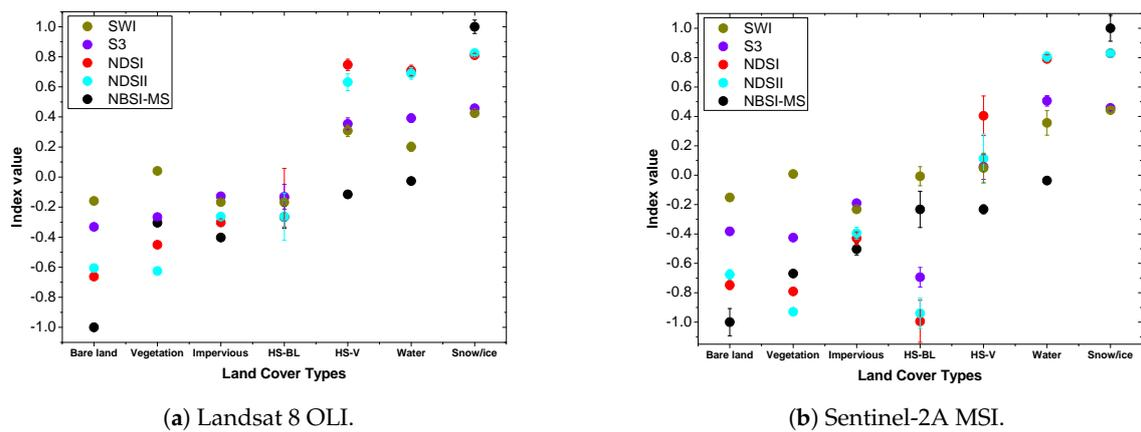 1.0
0.8
0.6
0.4
0.2
0.0
-0.2
-0.4
-0.6
-0.8
-1.0
Index value
SWI
S3
NDSI
NDSII
NBSI-MS
Bare land Vegetation Impervious HS-BL HS-V Water Snow/ice
Land Cover Types
(a) Landsat 8 OLI.
1.0
0.8
0.6
0.4
0.2
0.0
-0.2
-0.4
-0.6
-0.8
-1.0
Index value
SWI
S3
NDSI
NDSII
NBSI-MS
Bare land Vegetation Impervious HS-BL HS-V Water Snow/ice
Land Cover Types
(b) Sentinel-2A MSI.